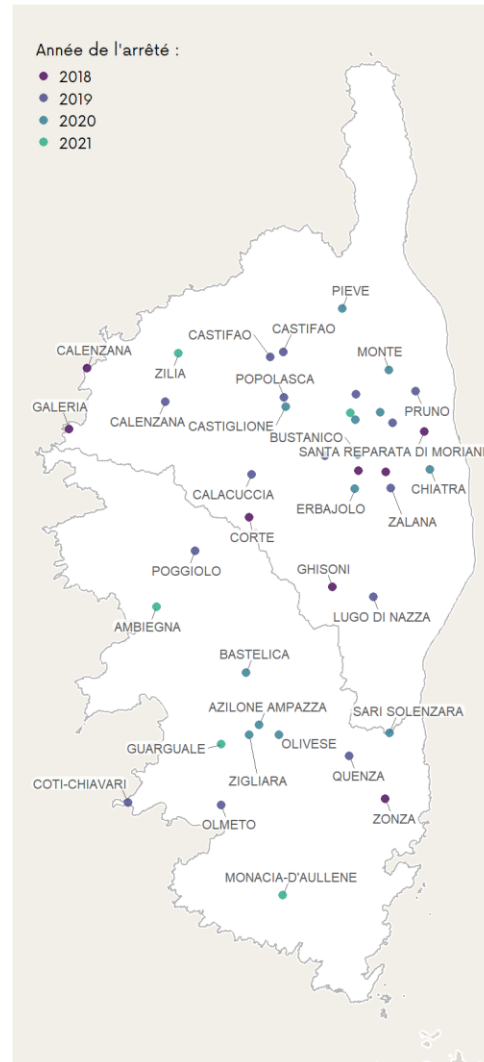 Année de l'arrêté :
2018
2019
2020
2021
PIEVE
CASTIFAO
CASTIFAO
CALENZANA
MONTE
ZILIA
POPOLASCA
GALERIA
CALENZANA
CASTIGLIONE
PRUNO
BUSTANICO
SANTA REPARATA DI MORIANI
CALACUCCIA
CHIATRA
ERBAJOLO
ZALANA
CORTE
POGGIOLO
GHISONI
LUGO DI NAZZA
AMBIEGNA
BASTELICA
AZILONE AMPAZZA
SARI SOLENZARA
GUARGUALE
OLIVESE
ZIGLIARA
QUENZA
COTI-CHIAVARI
OLMETO
ZONZA
MONACIA-D'AULLENE